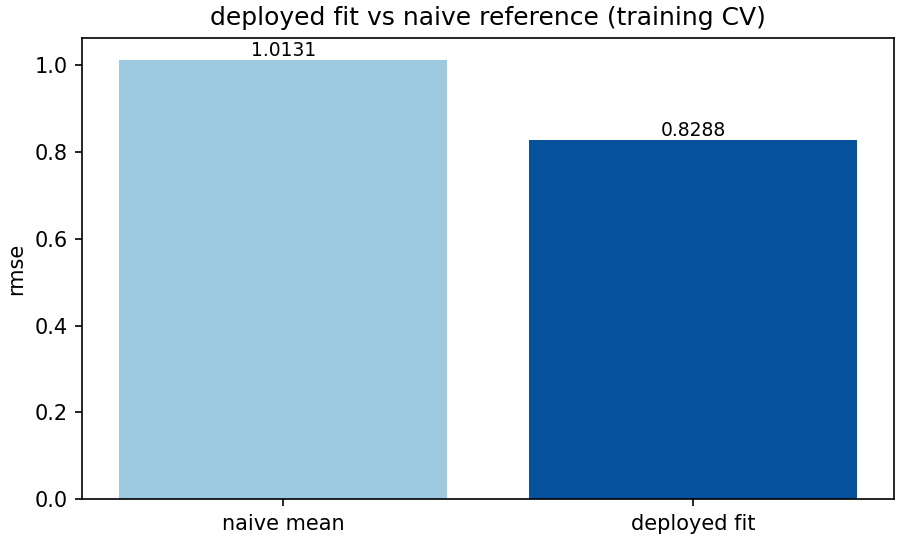 deployed fit vs naive reference (training CV)
rmse
1.0
0.8
0.6
0.4
0.2
0.0
1.0131
0.8288
naive mean
deployed fit